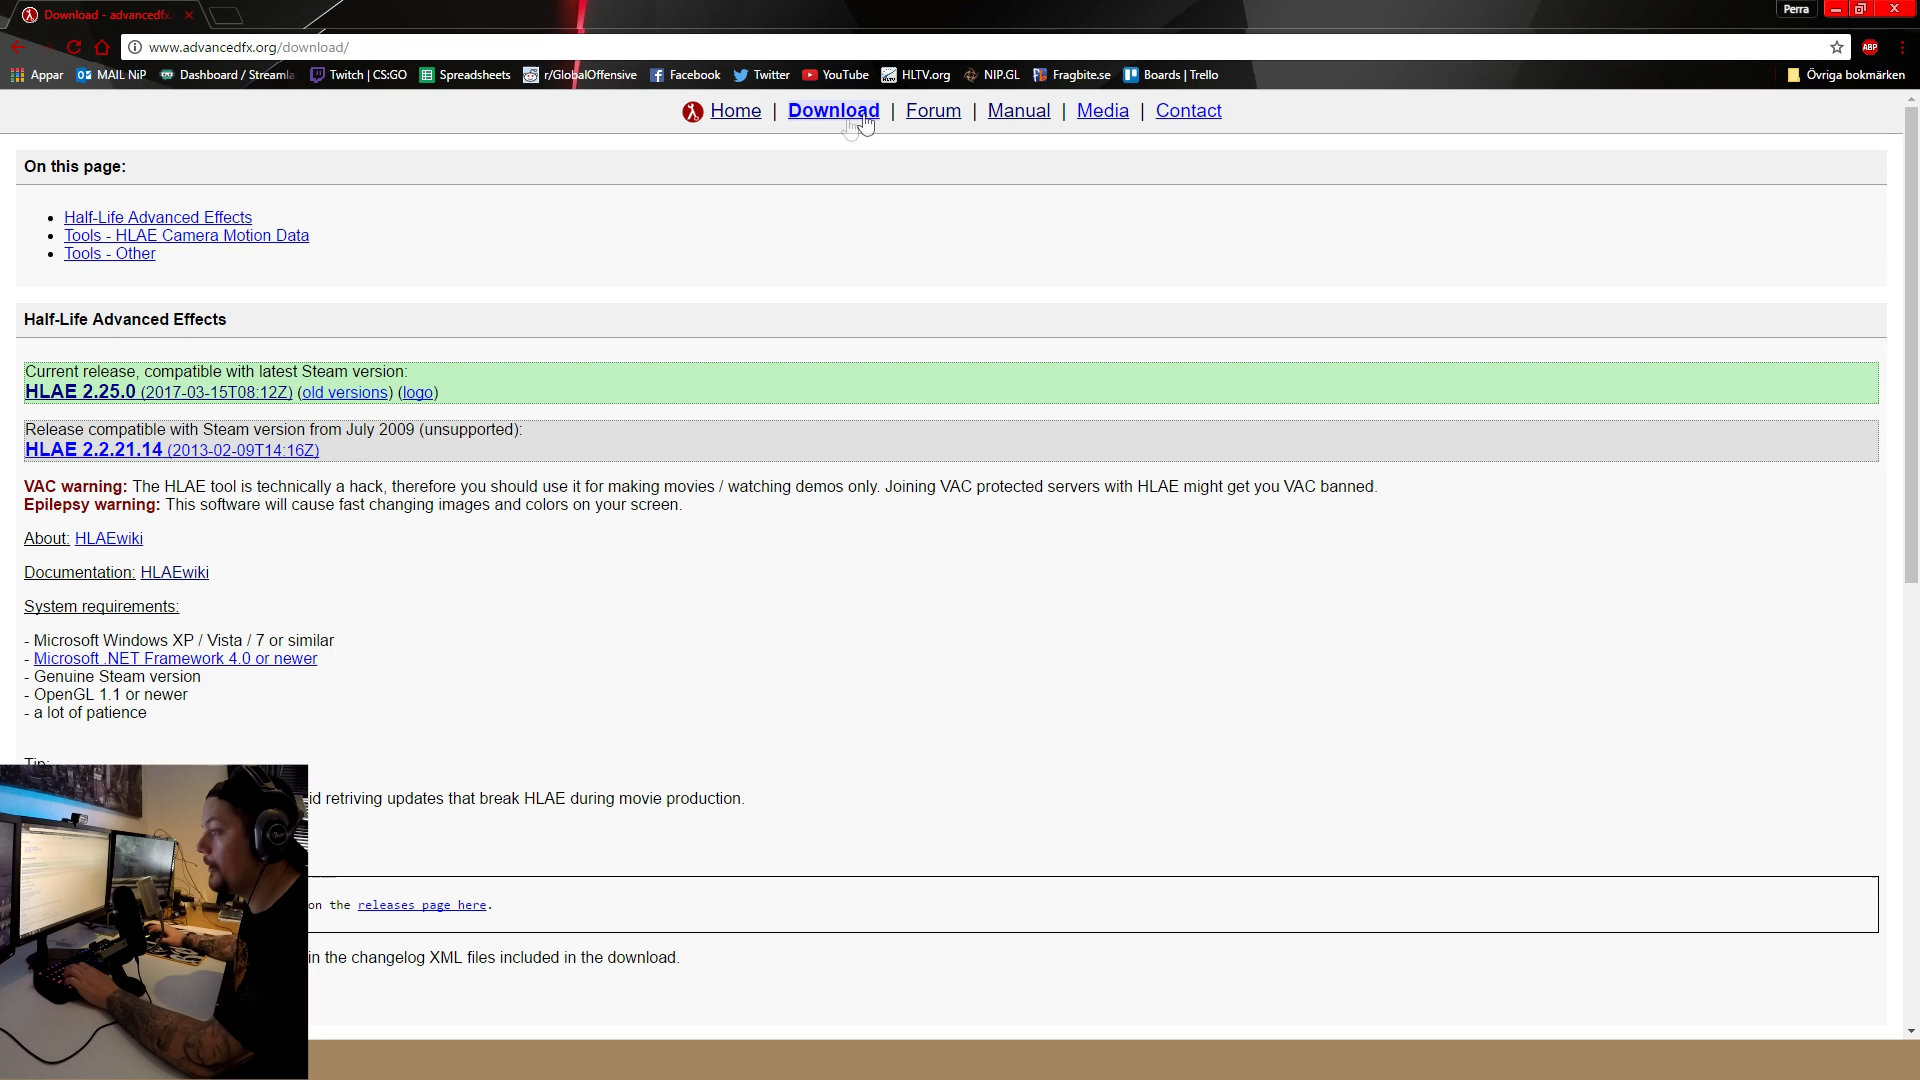 Download - advancedfx.
Perra
www.advancedfx.org/download/
ABP
Appar
MAIL NiP
Dashboard / Streamla
Twitch | CS:GO
Spreadsheets
r/GlobalOffensive
Facebook
Twitter
YouTube
HLTV.org
NIP.GL
Fragbite.se
Boards | Trello
Övriga bokmärken
Home | Download | Forum | Manual | Media | Contact
On this page:
Half-Life Advanced Effects
Tools - HLAE Camera Motion Data
Tools - Other
Half-Life Advanced Effects
Current release, compatible with latest Steam version:
HLAE 2.25.0 (2017-03-15T08:12Z) (old versions) (logo)
Release compatible with Steam version from July 2009 (unsupported):
HLAE 2.2.21.14 (2013-02-09T14:16Z)
VAC warning: The HLAE tool is technically a hack, therefore you should use it for making movies / watching demos only. Joining VAC protected servers with HLAE might get you VAC banned.
Epilepsy warning: This software will cause fast changing images and colors on your screen.
About: HLAEwiki
Documentation: HLAEwiki
System requirements:
- Microsoft Windows XP / Vista / 7 or similar
- Microsoft .NET Framework 4.0 or newer
- Genuine Steam version
- OpenGL 1.1 or newer
- a lot of patience
Tip:
id retriving updates that break HLAE during movie production.
on the releases page here.
in the changelog XML files included in the download.